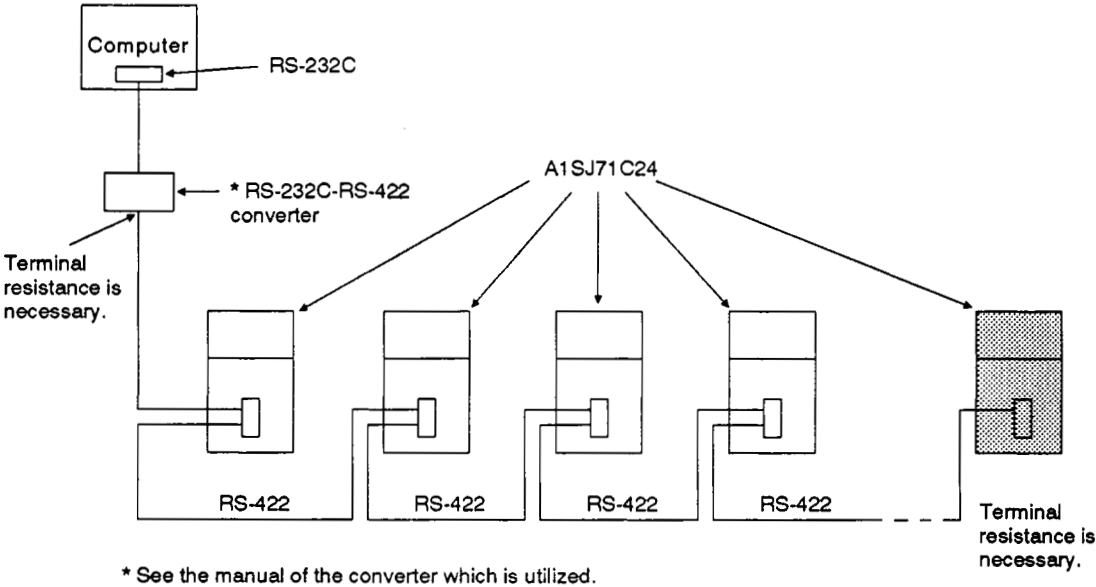 Computer
RS-232C
A1SJ71C24
* RS-232C-RS-422
converter
Terminal
resistance is
necessary.
RS-422
RS-422
RS-422
RS-422
Terminal
resistance is
necessary.
* See the manual of the converter which is utilized.